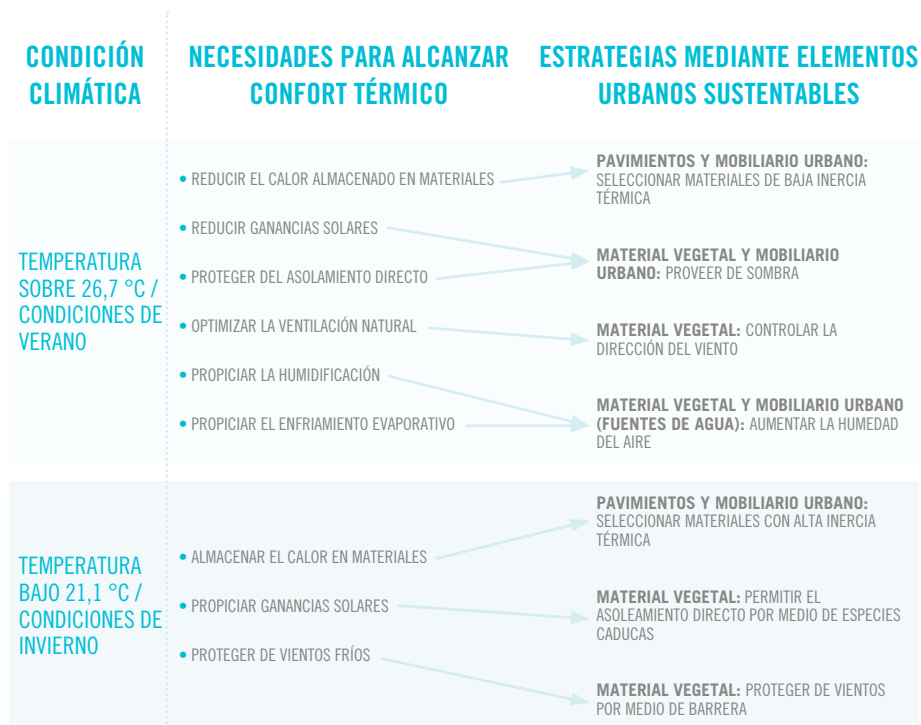 CONDICIÓN
CLIMÁTICA
NECESIDADES PARA ALCANZAR
CONFORT TÉRMICO
ESTRATEGIAS MEDIANTE ELEMENTOS
URBANOS SUSTENTABLES
TEMPERATURA
SOBRE 26,7 °C /
CONDICIONES DE
VERANO
• REDUCIR EL CALOR ALMACENADO EN MATERIALES
• REDUCIR GANANCIAS SOLARES
• PROTEGER DEL ASOLAMIENTO DIRECTO
• OPTIMIZAR LA VENTILACIÓN NATURAL
• PROPICIAR LA HUMIDIFICACIÓN
• PROPICIAR EL ENFRIAMIENTO EVAPORATIVO
PAVIMIENTOS Y MOBILIARIO URBANO:
SELECCIONAR MATERIALES DE BAJA INERCIA
TÉRMICA
MATERIAL VEGETAL Y MOBILIARIO
URBANO: PROVEER DE SOMBRA
MATERIAL VEGETAL: CONTROLAR LA
DIRECCIÓN DEL VIENTO
MATERIAL VEGETAL Y MOBILIARIO URBANO
(FUENTES DE AGUA): AUMENTAR LA HUMEDAD
DEL AIRE
TEMPERATURA
BAJO 21,1 °C /
CONDICIONES DE
INVIERNO
• ALMACENAR EL CALOR EN MATERIALES
• PROPICIAR GANANCIAS SOLARES
• PROTEGER DE VIENTOS FRÍOS
PAVIMIENTOS Y MOBILIARIO URBANO:
SELECCIONAR MATERIALES CON ALTA INERCIA
TÉRMICA
MATERIAL VEGETAL: PERMITIR EL
ASOLEAMIENTO DIRECTO POR MEDIO DE ESPECIES
CADUCAS
MATERIAL VEGETAL: PROTEGER DE VIENTOS
POR MEDIO DE BARRERA